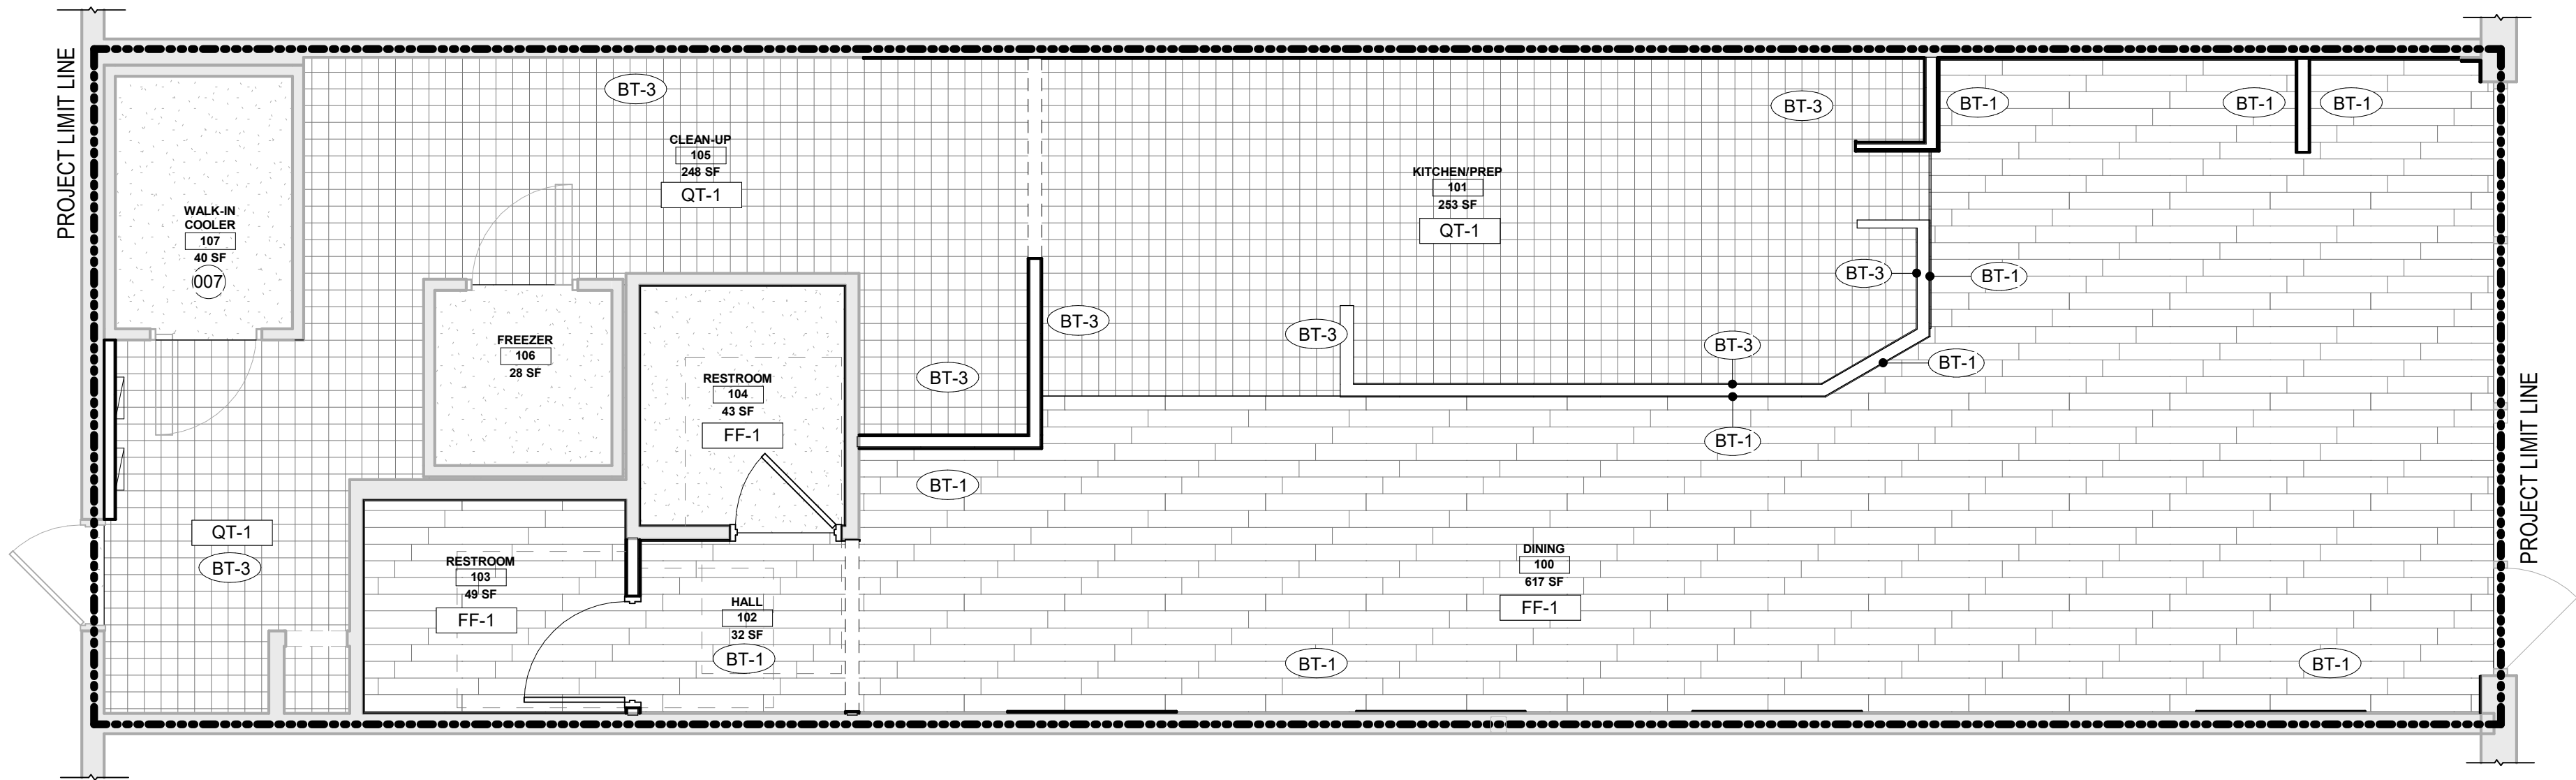 PROJECT LIMIT LINE
WALK-IN
COOLER
107
40 SF
007
BT-3
CLEAN-UP
105
248 SF
QT-1
FREEZER
106
28 SF
RESTROOM
104
43 SF
FF-1
QT-1
BT-3
RESTROOM
103
49 SF
FF-1
HALL
102
32 SF
BT-1
BT-3
BT-3
BT-1
KITCHEN/PREP
101
253 SF
QT-1
BT-3
BT-3
BT-3
BT-1
BT-3
BT-1
BT-1
BT-1
BT-1
BT-1
DINING
100
617 SF
FF-1
BT-1
BT-1
PROJECT LIMIT LINE